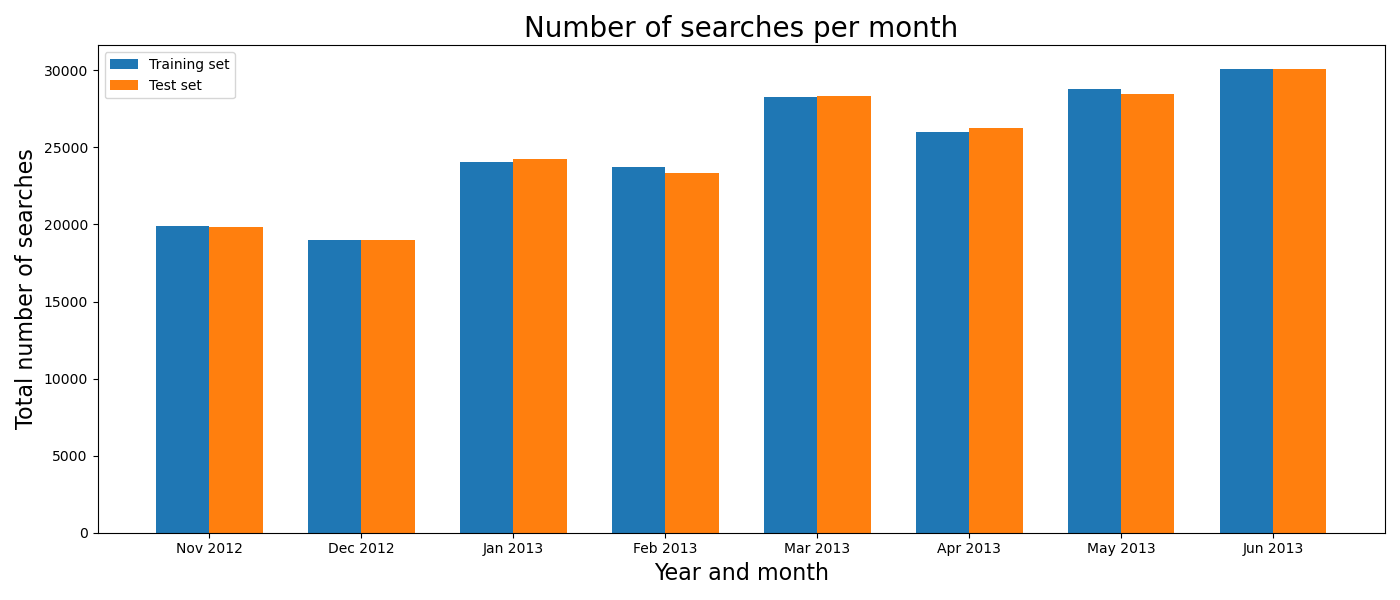 Number of searches per month
Training set
Test set
30000
25000
20000
15000
10000
5000
0
Total number of searches
Nov 2012 Dec 2012 Jan 2013 Feb 2013 Mar 2013 Apr 2013 May 2013 Jun 2013
Year and month